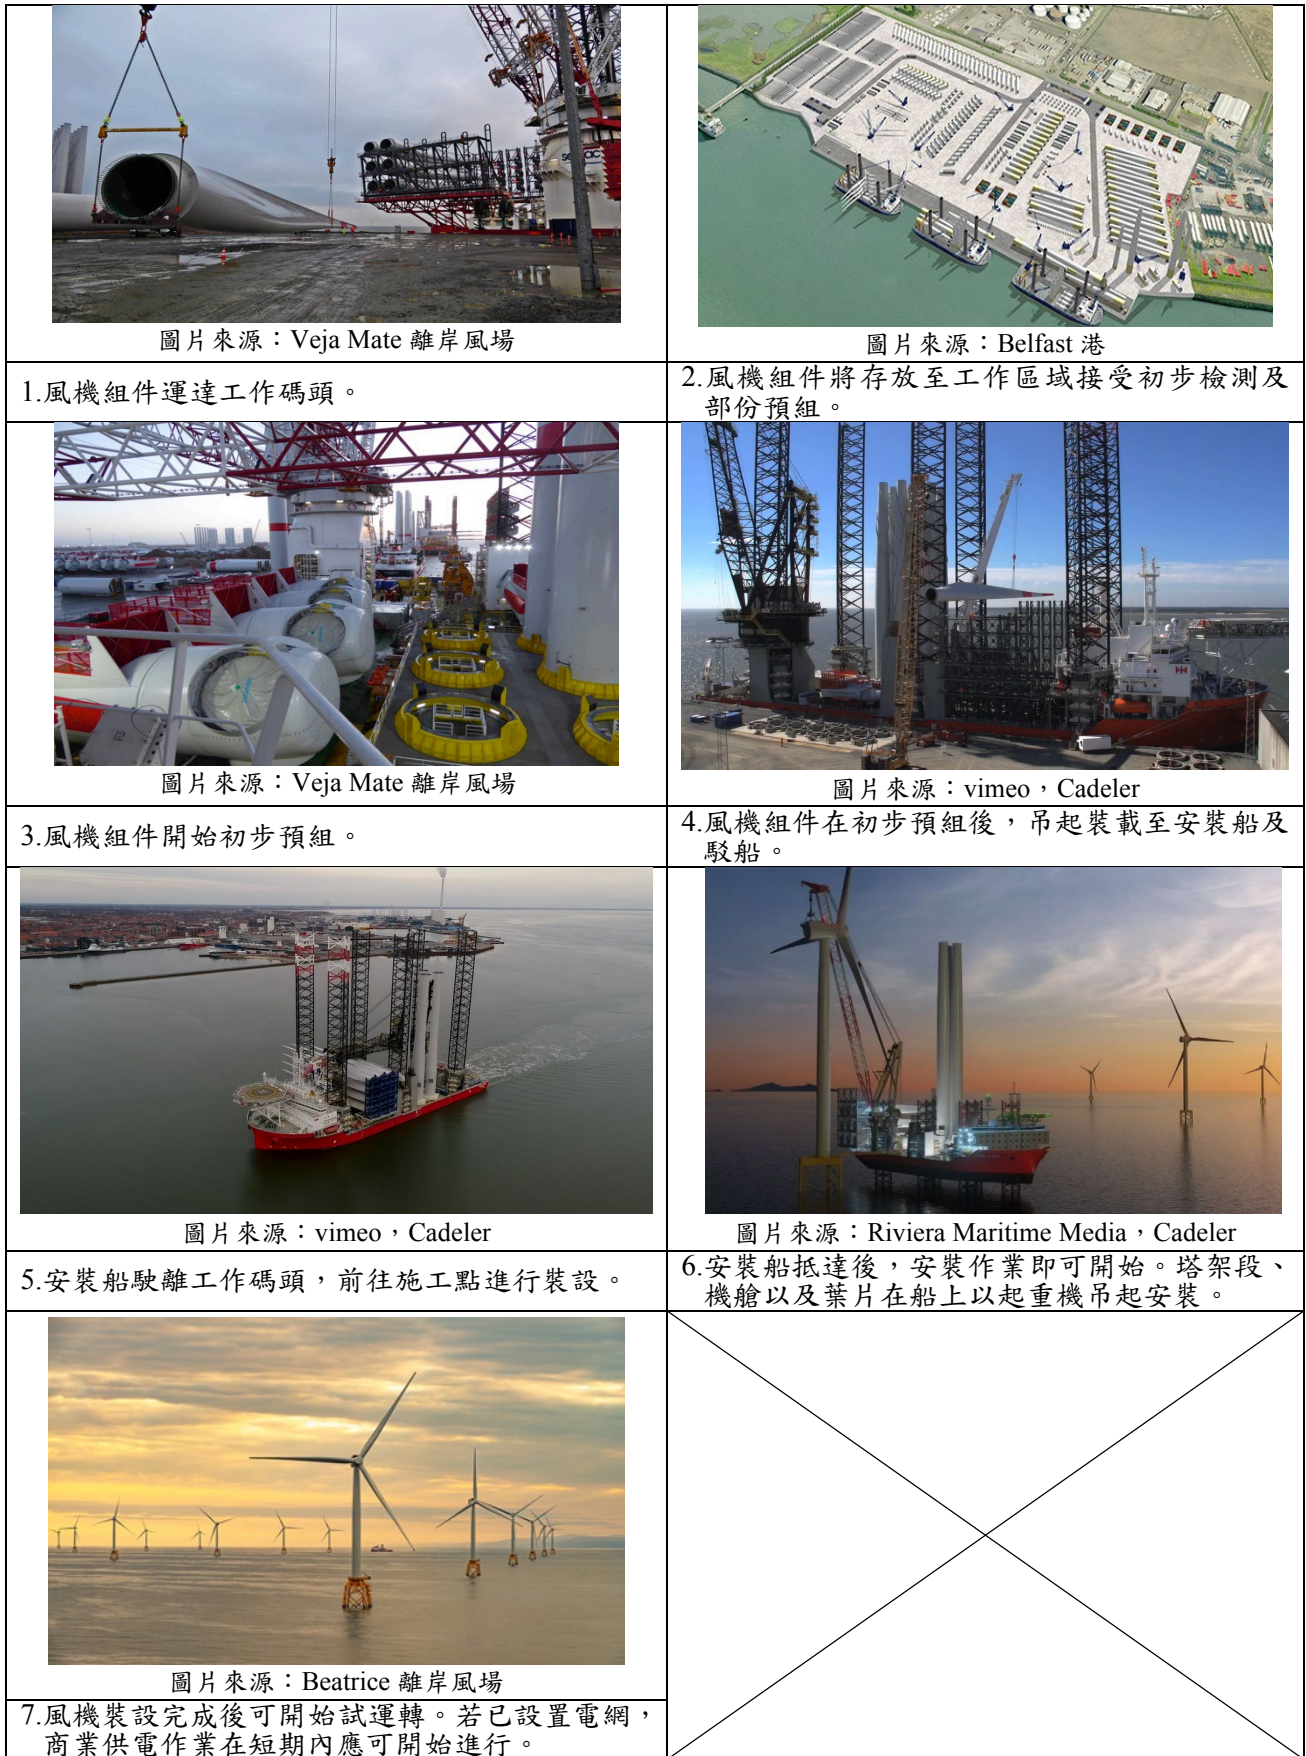 圖片來源：Veja Mate 離岸風場
圖片來源：Belfast 港
1.風機組件運達工作碼頭。
2.風機組件將存放至工作區域接受初步檢測及
部份預組。
圖片來源：Veja Mate 離岸風場
圖片來源：vimeo，Cadeler
3.風機組件開始初步預組。
4.風機組件在初步預組後，吊起裝載至安裝船及
駁船。
圖片來源：vimeo，Cadeler
圖片來源：Riviera Maritime Media，Cadeler
5.安裝船駛離工作碼頭，前往施工點進行裝設。
6.安裝船抵達後，安裝作業即可開始。塔架段、
機艙以及葉片在船上以起重機吊起安裝。
圖片來源：Beatrice 離岸風場
7.風機裝設完成後可開始試運轉。若已設置電網，
商業供電作業在短期內應可開始進行。